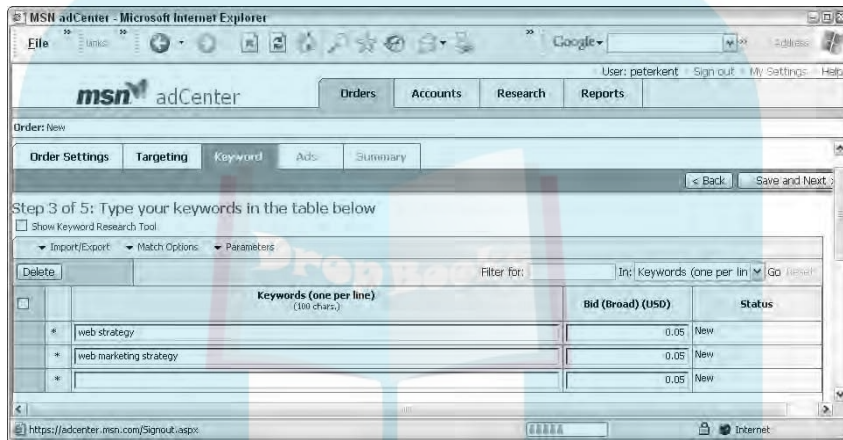 MSN adCenter - Microsoft Internet Explorer
File » Links » Google » Address
User: peterkent Sign out My Settings Help
msn adCenter Orders Accounts Research Reports
Order: New
Order Settings Targeting Keyword Ads Summary
< Back Save and Next >
Step 3 of 5: Type your keywords in the table below
Show Keyword Research Tool
Import/Export Match Options Parameters
Delete Filter for: In: Keywords (one per lin Go Reset
Keywords (one per line) Bid (Broad) (USD) Status
(100 chars.)
* web strategy 0.05 New
* web marketing strategy 0.05 New
* 0.05 New
DropBooks
https://adcenter.msn.com/Signout.aspx Internet